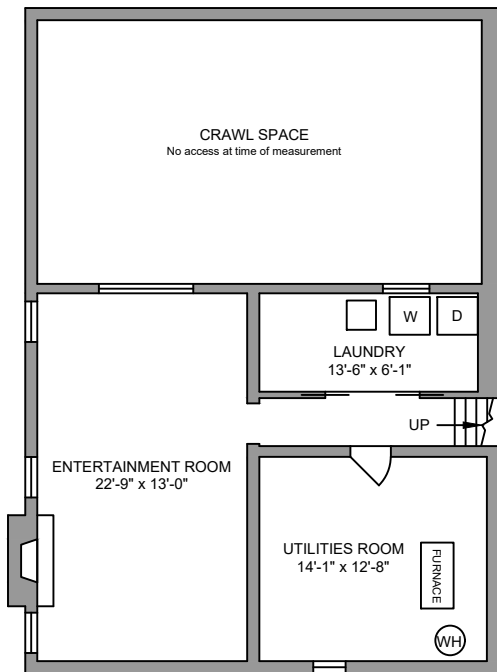 CRAWL SPACE
No access at time of measurement
W
D
LAUNDRY
13'-6" x 6'-1"
UP
ENTERTAINMENT ROOM
22'-9" x 13'-0"
UTILITIES ROOM
14'-1" x 12'-8"
FURNACE
WH